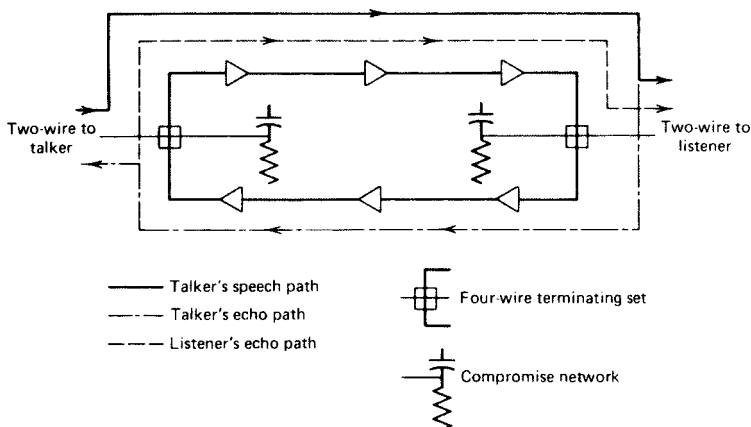 Two-wire to
talker
Two-wire to
listener
Talker's speech path
Talker's echo path
Listener's echo path
Four-wire terminating set
Compromise network